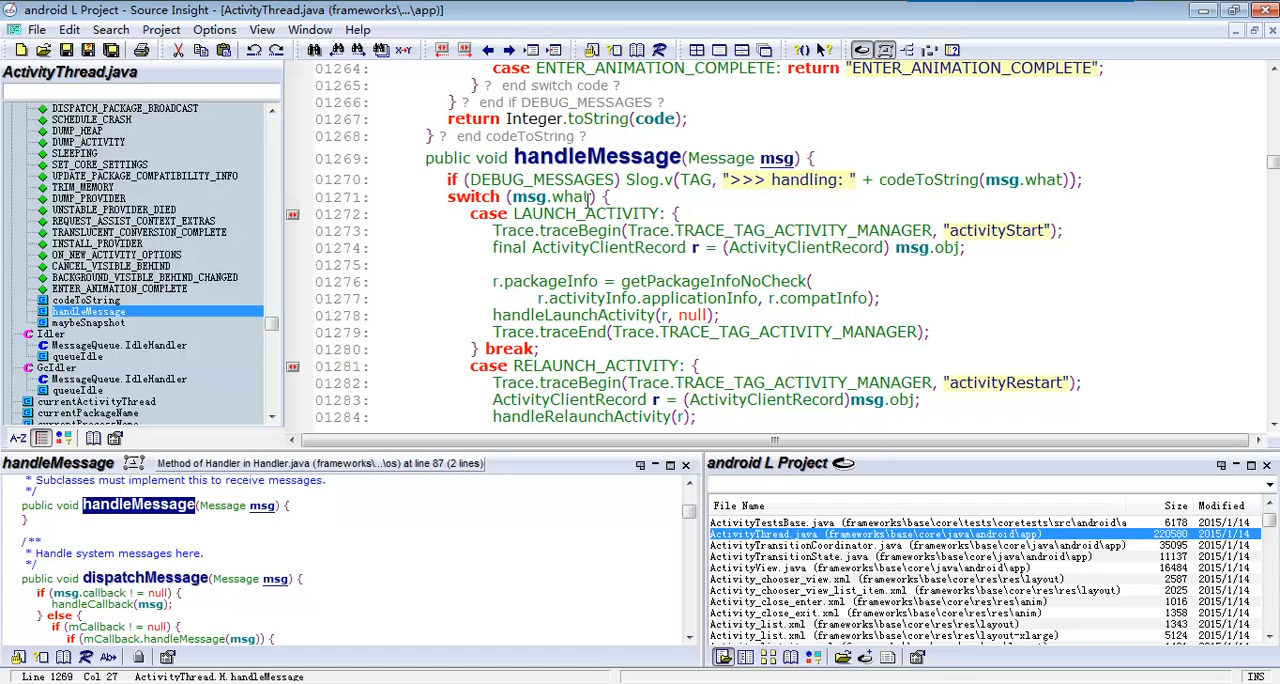 android L Project - Source Insight - [ActivityThread.java (frameworks\...\app)]
File Edit Search Project Options View Window Help
ActivityThread.java
DISPATCH_PACKAGE_BROADCAST
SCHEDULE_CRASH
DUMP_HEAP
DUMP_ACTIVITY
SLEEPING
SET_CORE_SETTINGS
UPDATE_PACKAGE_COMPATIBILITY_INFO
TRIM_MEMORY
DUMP_PROVIDER
UNSTABLE_PROVIDER_DIED
REQUEST_ASSIST_CONTEXT_EXTRAS
TRANSLUCENT_CONVERSION_COMPLETE
INSTALL_PROVIDER
ON_NEW_ACTIVITY_OPTIONS
CANCEL_VISIBLE_BEHIND
BACKGROUND_VISIBLE_BEHIND_CHANGED
ENTER_ANIMATION_COMPLETE
codeToString
handleMessage
maybeSnapshot
Idler
MessageQueue.IdleHandler
queueIdle
GcIdler
MessageQueue.IdleHandler
queueIdle
currentActivityThread
currentPackageName
currentProcessName
A-Z
01264: case ENTER_ANIMATION_COMPLETE: return "ENTER_ANIMATION_COMPLETE";
01265: } ? end switch code ?
01266: } ? end if DEBUG_MESSAGES ?
01267: return Integer.toString(code);
01268: } ? end codeToString ?
01269: public void handleMessage(Message msg) {
01270: if (DEBUG_MESSAGES) Slog.v(TAG, ">>> handling: " + codeToString(msg.what));
01271: switch (msg.what) {
01272: case LAUNCH_ACTIVITY: {
01273: Trace.traceBegin(Trace.TRACE_TAG_ACTIVITY_MANAGER, "activityStart");
01274: final ActivityClientRecord r = (ActivityClientRecord) msg.obj;
01275:
01276: r.packageInfo = getPackageInfoNoCheck(
01277: r.activityInfo.applicationInfo, r.compatInfo);
01278: handleLaunchActivity(r, null);
01279: Trace.traceEnd(Trace.TRACE_TAG_ACTIVITY_MANAGER);
01280: } break;
01281: case RELAUNCH_ACTIVITY: {
01282: Trace.traceBegin(Trace.TRACE_TAG_ACTIVITY_MANAGER, "activityRestart");
01283: ActivityClientRecord r = (ActivityClientRecord)msg.obj;
01284: handleRelaunchActivity(r);
handleMessage Method of Handler in Handler.java (frameworks\...\os) at line 87 (2 lines)
* Subclasses must implement this to receive messages.
*/
public void handleMessage(Message msg) {
}
/**
* Handle system messages here.
*/
public void dispatchMessage(Message msg) {
if (msg.callback != null) {
handleCallback(msg);
} else {
if (mCallback != null) {
if (mCallback.handleMessage(msg)) {
android L Project
File Name Size Modified
ActivityTestsBase.java (frameworks\base\core\tests\coretests\src\android\a 6178 2015/1/14
ActivityThread.java (frameworks\base\core\java\android\app) 220580 2015/1/14
ActivityTransitionCoordinator.java (frameworks\base\core\java\android\app) 35095 2015/1/14
ActivityTransitionState.java (frameworks\base\core\java\android\app) 11137 2015/1/14
ActivityView.java (frameworks\base\core\java\android\app) 16484 2015/1/14
Activity_chooser_view.xml (frameworks\base\core\res\res\layout) 2587 2015/1/14
Activity_chooser_view_list_item.xml (frameworks\base\core\res\res\layout) 2025 2015/1/14
Activity_close_enter.xml (frameworks\base\core\res\res\anim) 1016 2015/1/14
Activity_close_exit.xml (frameworks\base\core\res\res\anim) 1358 2015/1/14
Activity_list.xml (frameworks\base\core\res\res\layout) 1343 2015/1/14
Activity_list.xml (frameworks\base\core\res\res\layout-xlarge) 5124 2015/1/14
Line 1269 Col 27 ActivityThread.H.handleMessage INS